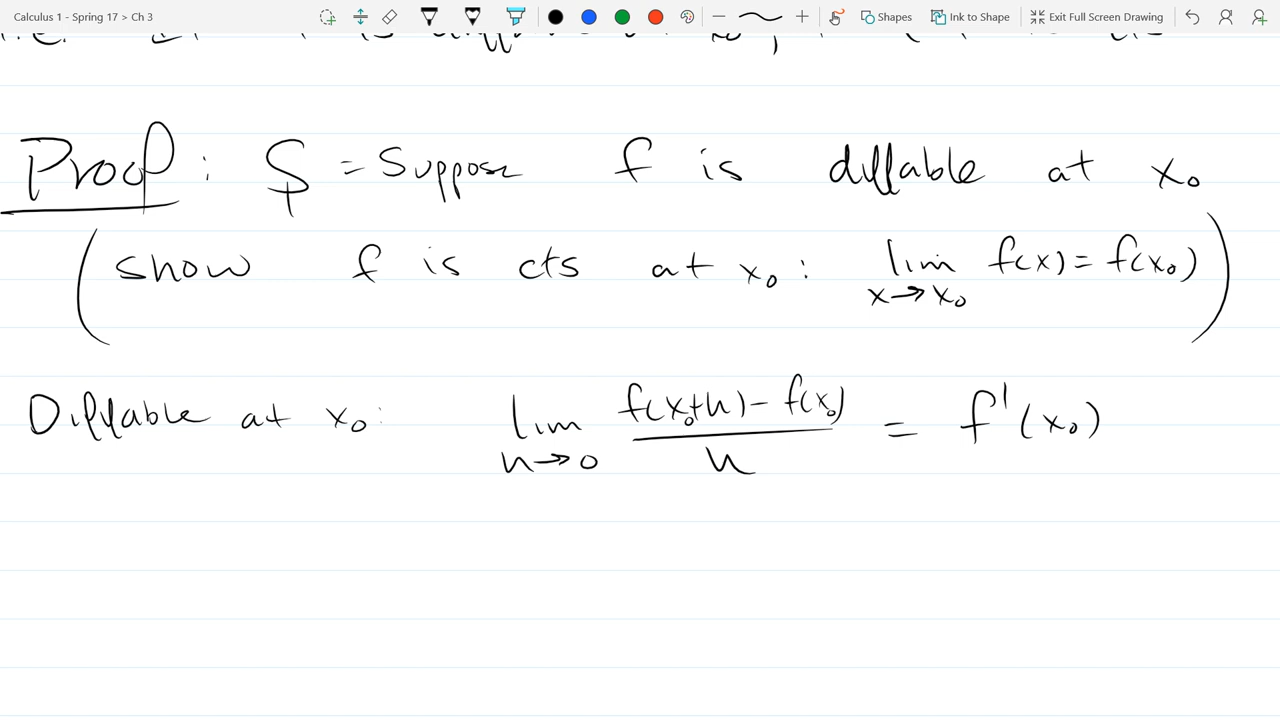 Calculus 1 - Spring 17 > Ch 3
Shapes
Ink to Shape
Exit Full Screen Drawing
is
Proof: S = Suppose f is diffable at x₀
(show f is cts at x₀: lim x→x₀ f(x) = f(x₀))
Diffable at x₀: lim h→0 (f(x₀+h) - f(x₀))/h = f'(x₀)